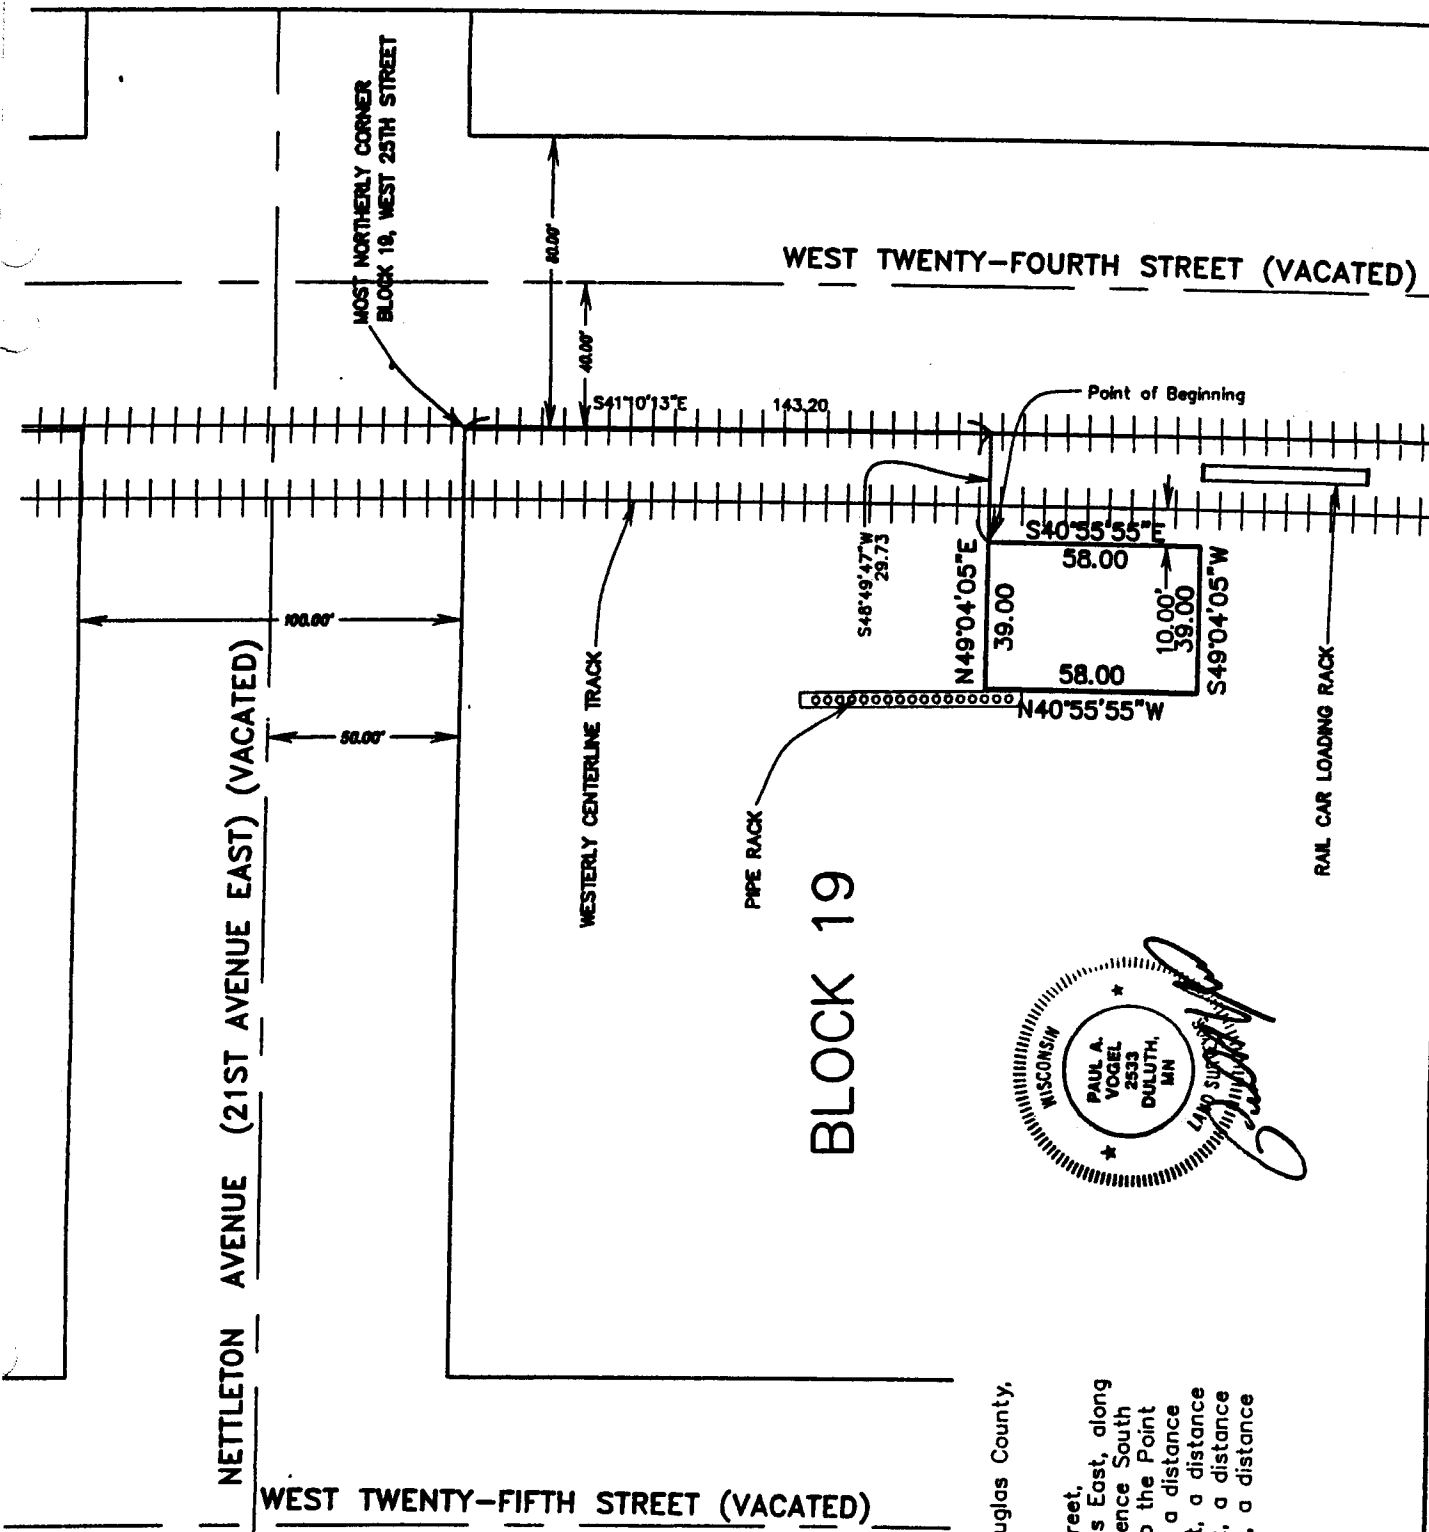 MOST NORTHERLY CORNER
BLOCK 19, WEST 25TH STREET
80.00'
WEST TWENTY-FOURTH STREET (VACATED)
40.00'
S41°10'13"E
143.20
Point of Beginning
S48°49'47"W
29.73
S40°55'55"E
58.00
N49°04'05"E
39.00
10.00'
39.00
S49°04'05"W
58.00
N40°55'55"W
100.00'
50.00'
NETTLETON AVENUE (21ST AVENUE EAST) (VACATED)
WESTERLY CENTERLINE TRACK
PIPE RACK
RAIL CAR LOADING RACK
BLOCK 19
WISCONSIN
PAUL A.
VOGEL
2533
DULUTH,
MN
LAND
WEST TWENTY-FIFTH STREET (VACATED)
uglas County,
reet,
s East, along
ence South
o the Point
a distance
t, a distance
, a distance
, a distance